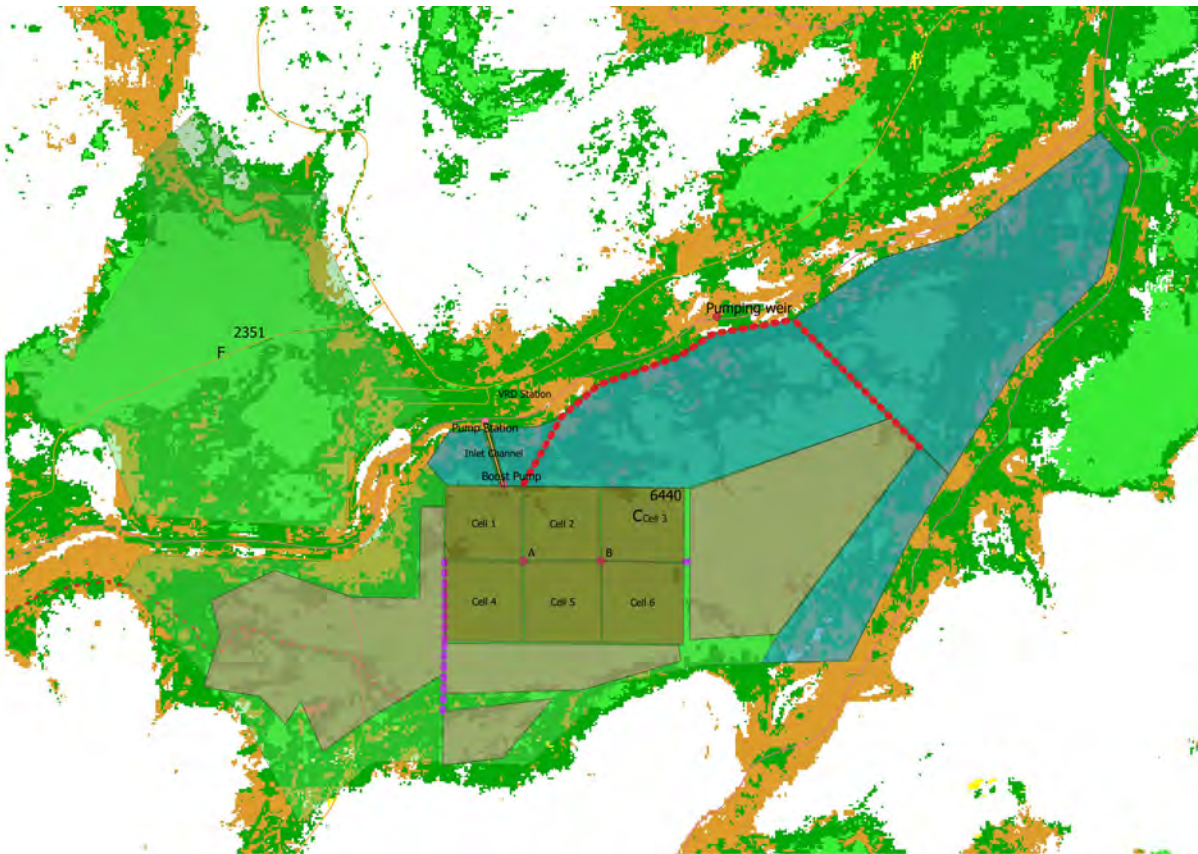 Pumping weir
2351
F
VRD Station
Pump Station
Inlet Channel
Boost Pump
6440
Cell 1
Cell 2
C
Cell 3
A
B
Cell 4
Cell 5
Cell 6